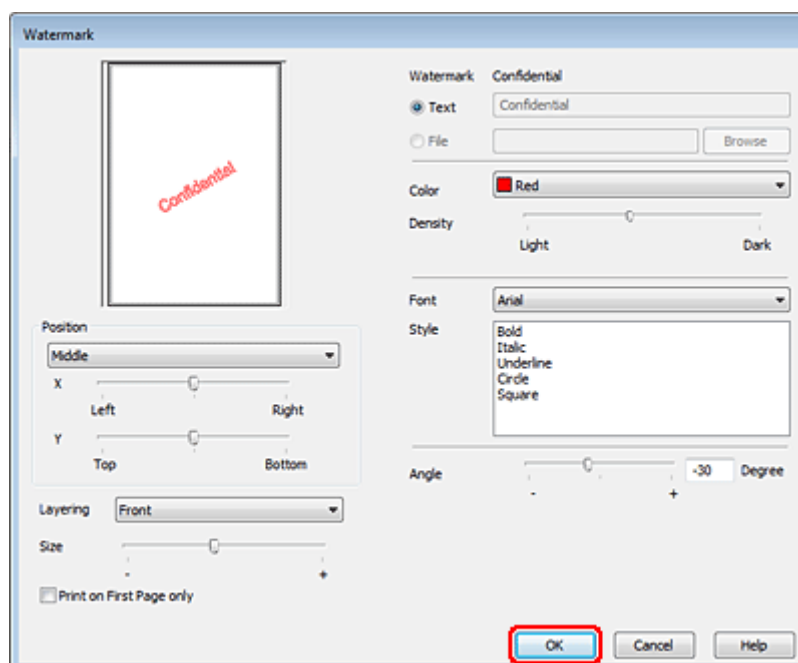 Watermark
Confidential
Position
Middle
X
Left Right
Y
Top Bottom
Layering Front
Size
- +
Print on First Page only
Watermark Confidential
Text Confidential
File Browse
Color Red
Density
Light Dark
Font Arial
Style
Bold
Italic
Underline
Circle
Square
Angle -30 Degree
- +
OK Cancel Help